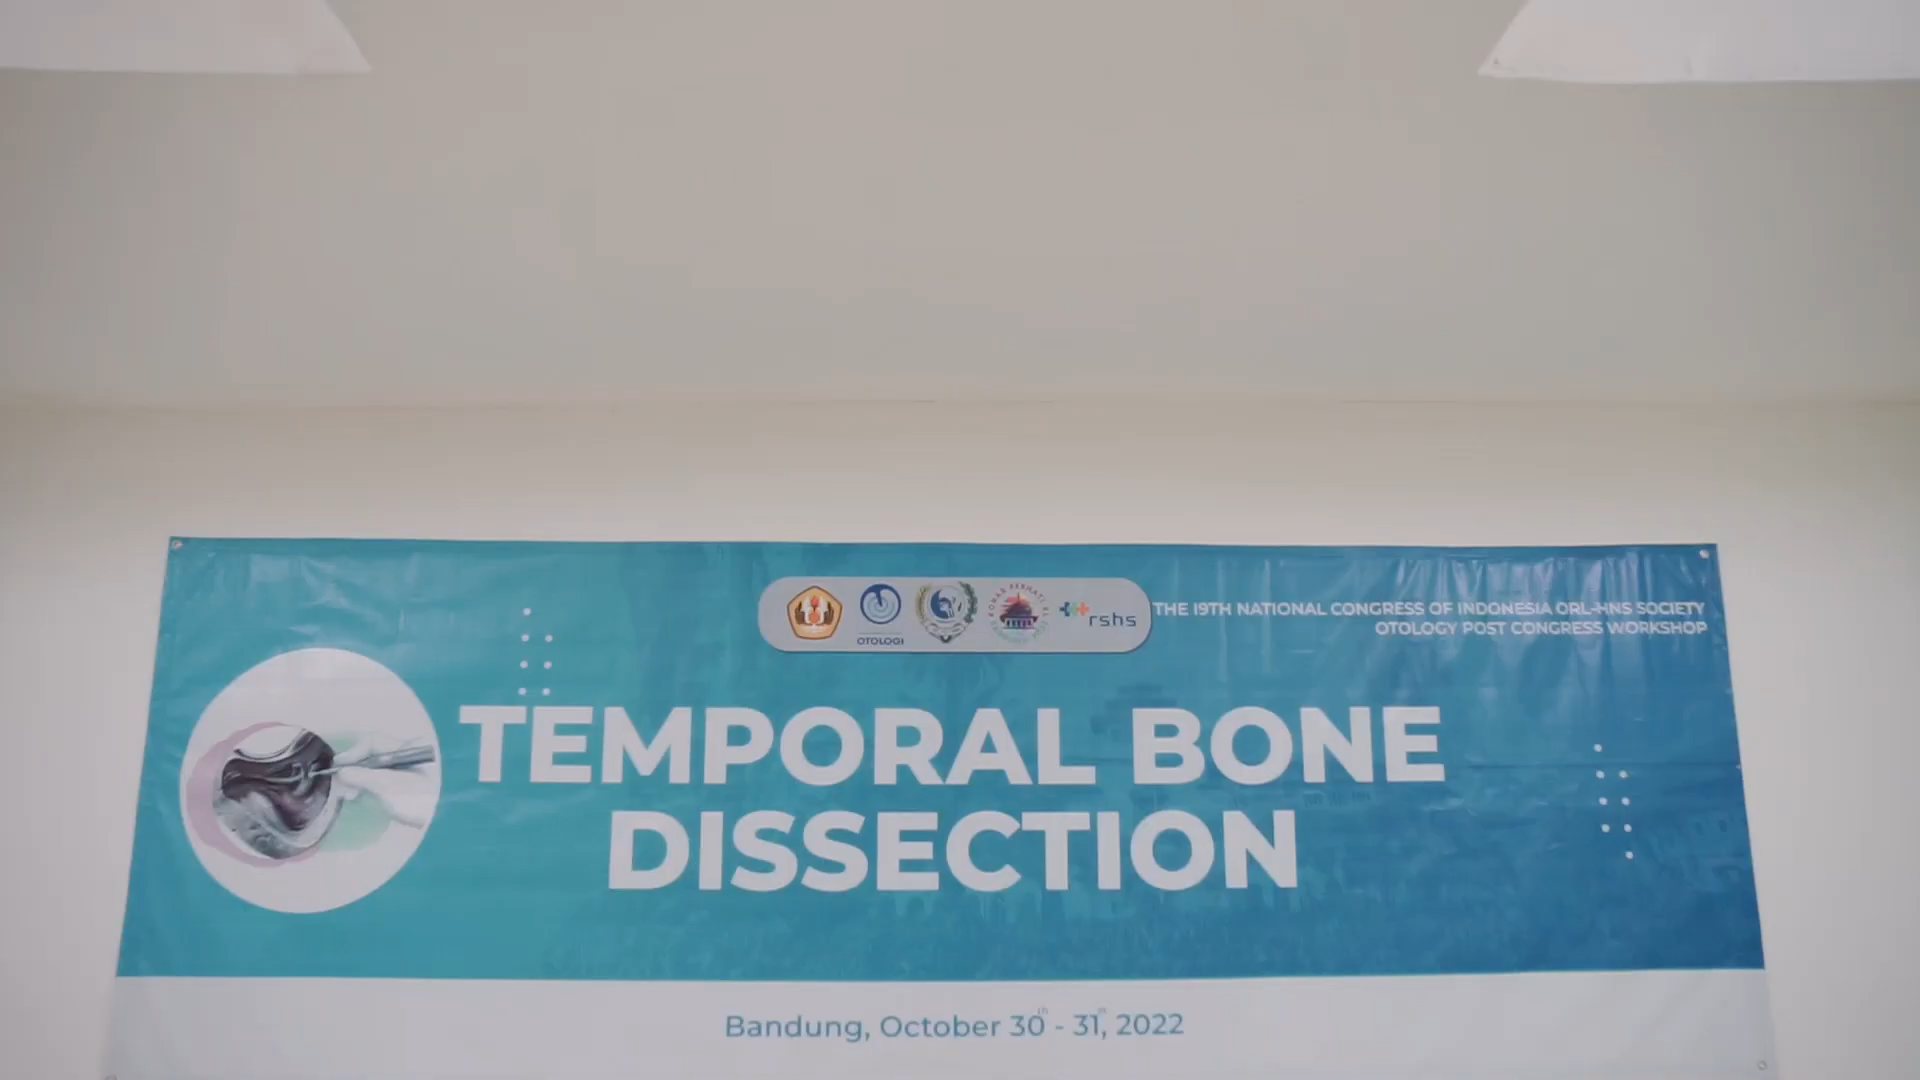 OTOLOGI
rshs
THE 19TH NATIONAL CONGRESS OF INDONESIA ORL-HNS SOCIETY
OTOLOGY POST CONGRESS WORKSHOP
TEMPORAL BONE
DISSECTION
Bandung, October 30th - 31st, 2022